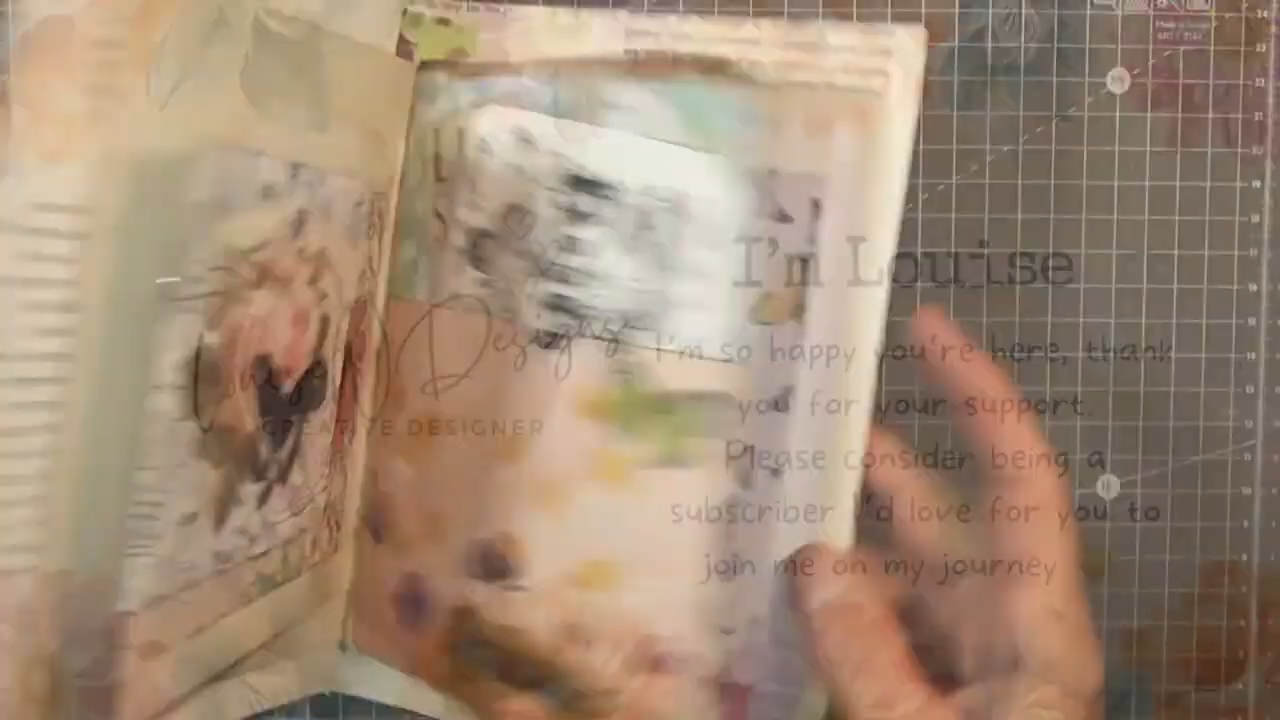 I'm Louise
Designs
CREATIVE DESIGNER
I'm so happy you're here, thank
you for your support.
Please consider being a
subscriber I'd love for you to
join me on my journey